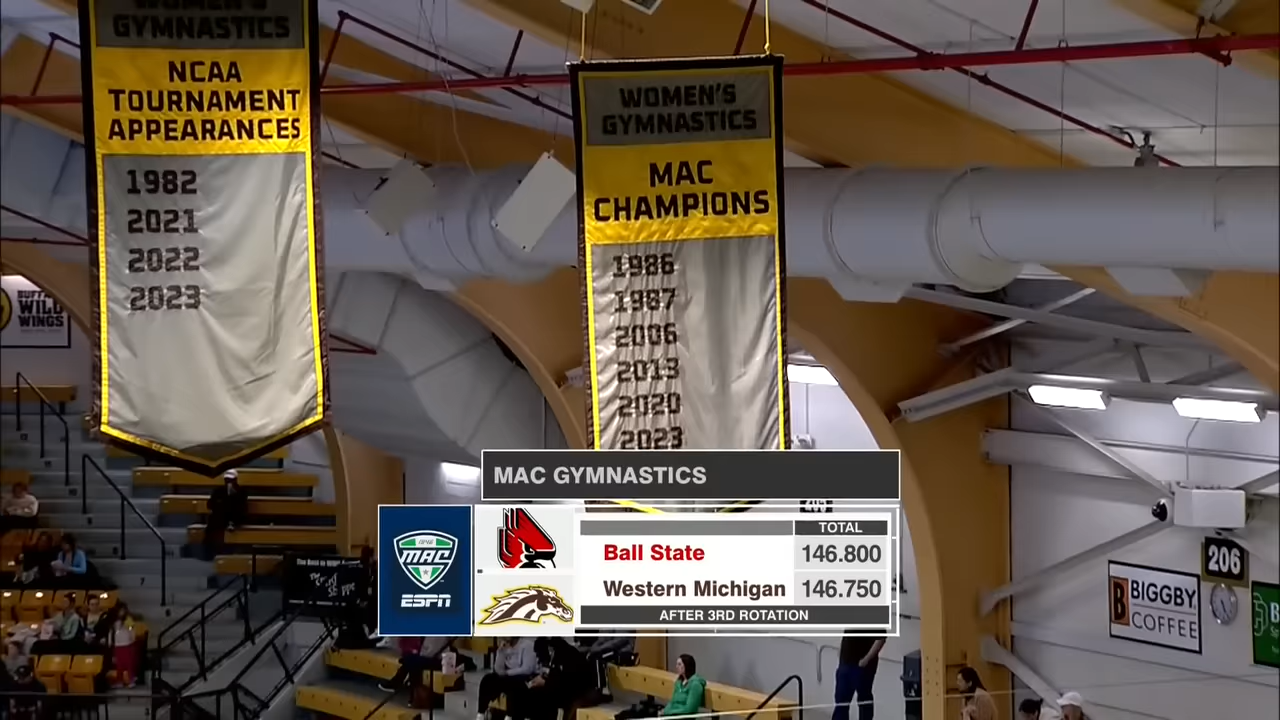 WOMEN'S
GYMNASTICS
NCAA
TOURNAMENT
APPEARANCES
1982
2021
2022
2023
WOMEN'S
GYMNASTICS
MAC
CHAMPIONS
1986
1987
2006
2013
2020
2023
BUFFALO
WILD
WINGS
MAC GYMNASTICS
MAC
ESPN
TOTAL
Ball State 146.800
Western Michigan 146.750
AFTER 3RD ROTATION
205
206
B BIGGBY
COFFEE
B